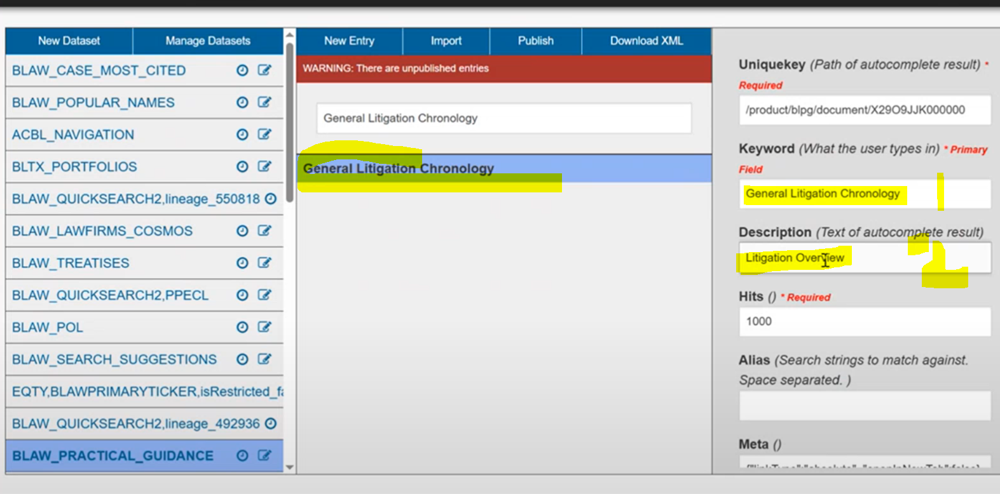 New Dataset
Manage Datasets
BLAW_CASE_MOST_CITED
BLAW_POPULAR_NAMES
ACBL_NAVIGATION
BLTX_PORTFOLIOS
BLAW_QUICKSEARCH2,lineage_550818
BLAW_LAWFIRMS_COSMOS
BLAW_TREATISES
BLAW_QUICKSEARCH2,PPECL
BLAW_POL
BLAW_SEARCH_SUGGESTIONS
EQTY,BLAWPRIMARYTICKER,isRestricted_fa
BLAW_QUICKSEARCH2,lineage_492936
BLAW_PRACTICAL_GUIDANCE
New Entry
Import
Publish
Download XML
WARNING: There are unpublished entries
General Litigation Chronology
General Litigation Chronology
Uniquekey (Path of autocomplete result) *
Required
/product/blpg/document/X29O9JJK000000
Keyword (What the user types in) * Primary
Field
General Litigation Chronology
1
Description (Text of autocomplete result)
Litigation Overview
2
Hits () * Required
1000
Alias (Search strings to match against.
Space separated. )
Meta ()